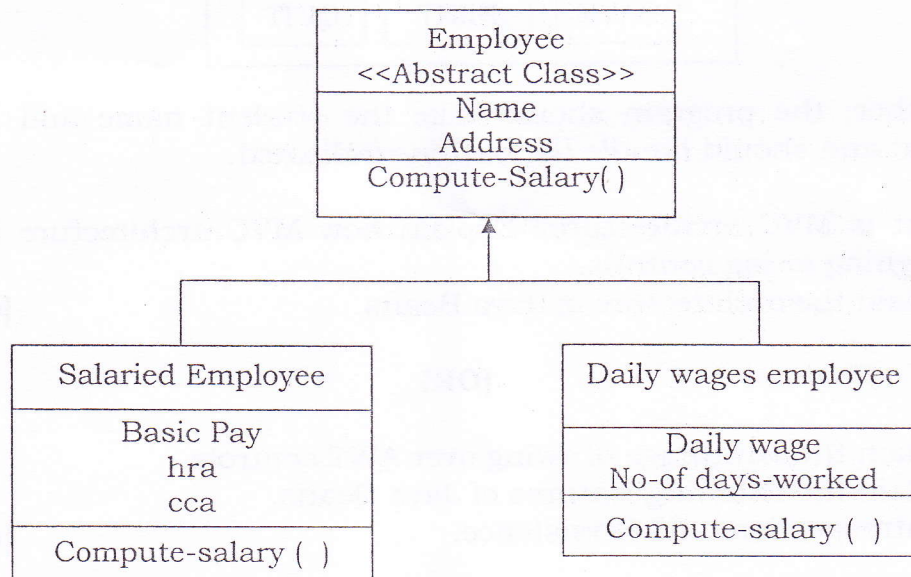 Employee
<<Abstract Class>>
Name
Address
Compute-Salary( )
Salaried Employee
Basic Pay
hra
cca
Compute-salary ( )
Daily wages employee
Daily wage
No-of days-worked
Compute-salary ( )